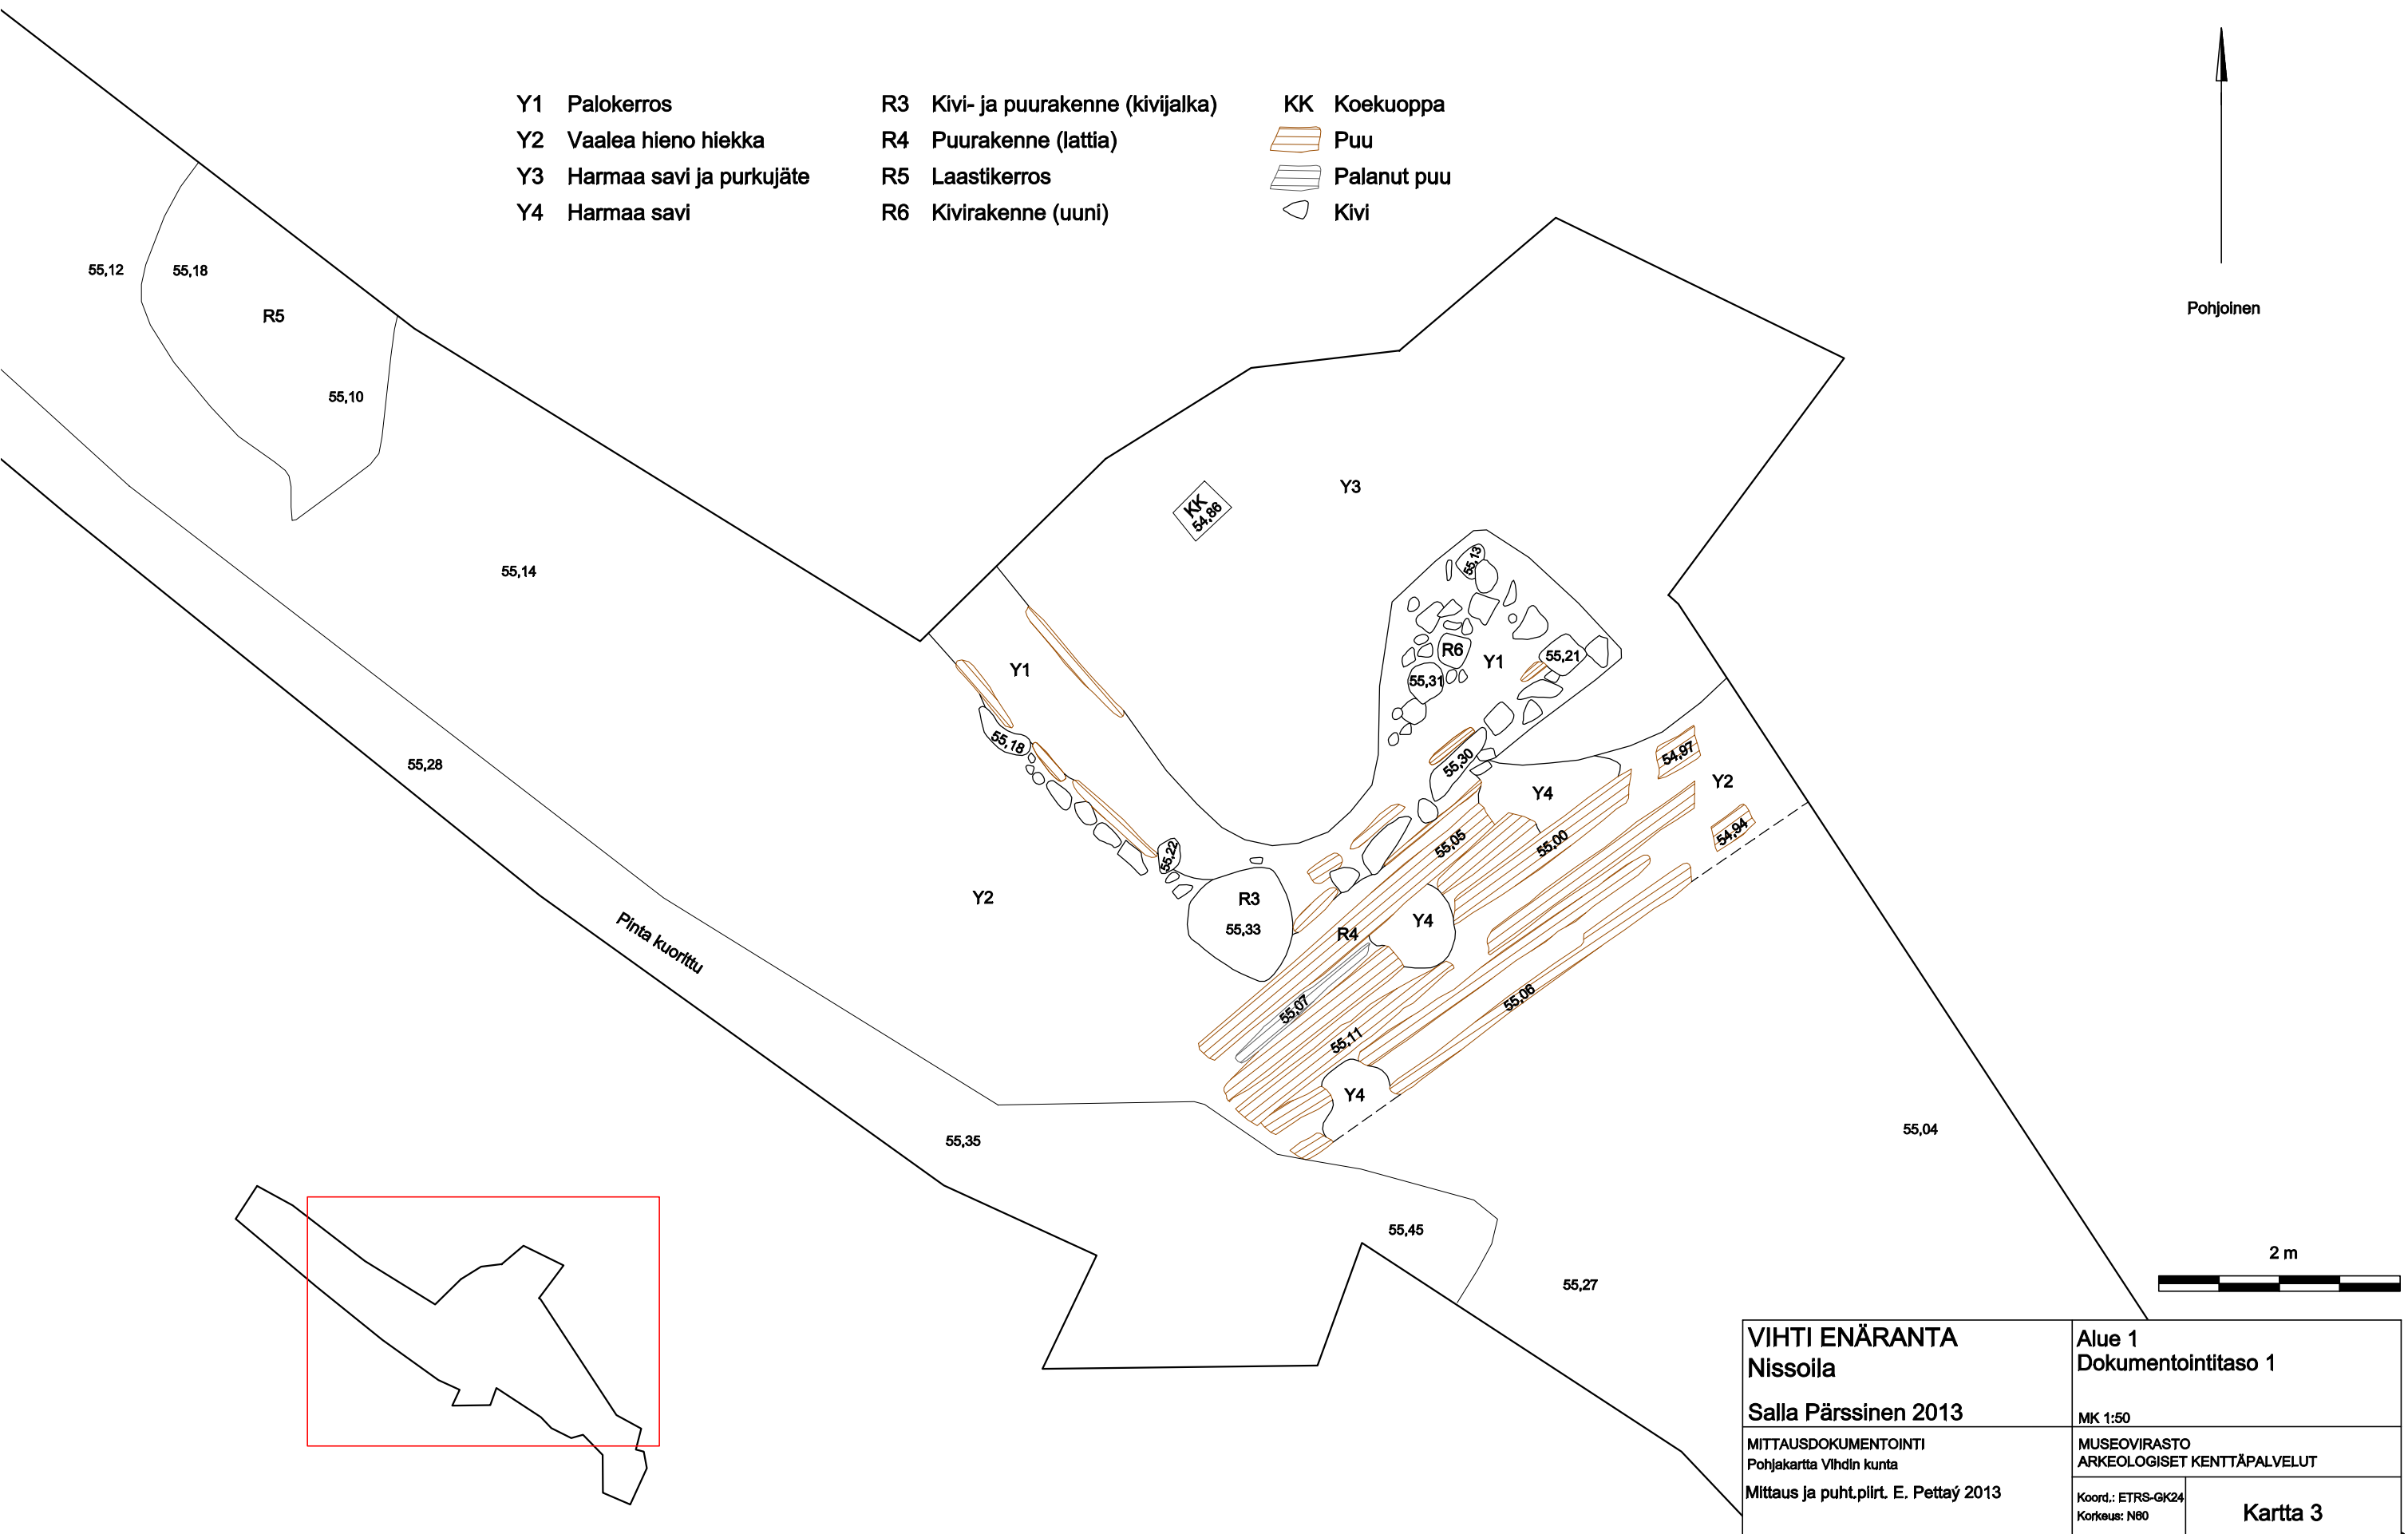 Y1 Palokerros
Y2 Vaalea hieno hiekka
Y3 Harmaa savi ja purkujäte
Y4 Harmaa savi
R3 Kivi- ja puurakenne (kivijalka)
R4 Puurakenne (lattia)
R5 Laastikerros
R6 Kivirakenne (uuni)
KK Koekuoppa
Puu
Palanut puu
Kivi
Pohjoinen
55,12
55,18
R5
55,10
55,14
55,28
Pinta kuorittu
55,35
Y3
KK
54,86
55,13
R6
Y1
55,21
55,31
Y1
55,18
55,30
54,97
Y2
54,94
Y4
55,05
55,00
55,22
Y2
R3
55,33
R4
Y4
55,07
55,11
55,06
Y4
55,04
55,45
55,27
2 m
VIHTI ENÄRANTA
Nissoila
Salla Pärssinen 2013
Alue 1
Dokumentointitaso 1
MK 1:50
MITTAUSDOKUMENTOINTI
Pohjakartta Vihdin kunta
Mittaus ja puht.piirt. E. Pettaý 2013
MUSEOVIRASTO
ARKEOLOGISET KENTTÄPALVELUT
Koord.: ETRS-GK24
Korkeus: N60
Kartta 3